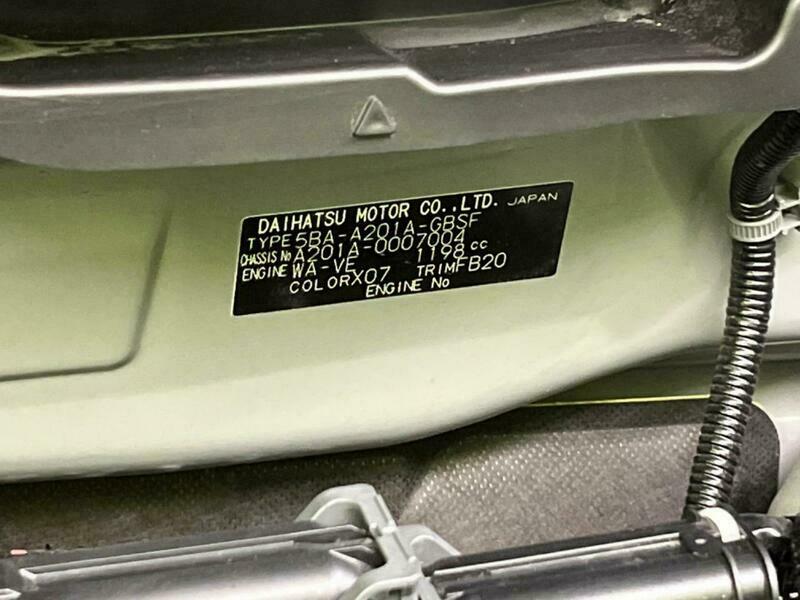 DAIHATSU MOTOR CO.,LTD. JAPAN
TYPE 5BA-A201A-GBSF
CHASSIS No A201A-0007004
ENGINE WA-VE 1198 cc
COLOR X07 TRIM FB20
ENGINE No